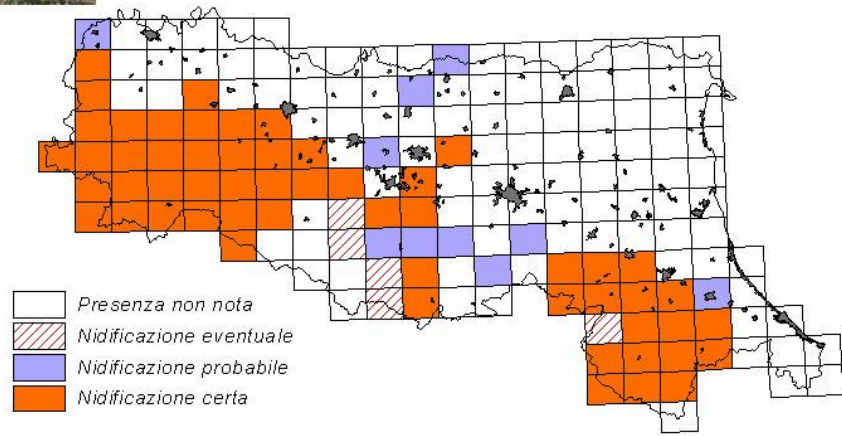 Presenza non nota
Nidificazione eventuale
Nidificazione probabile
Nidificazione certa